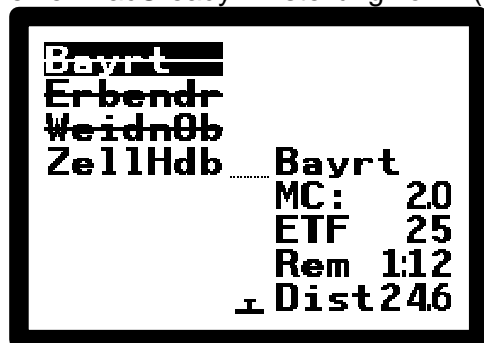 Bayrt
Erbendr
WeidnOb
ZellHdb Bayrt
MC: 2.0
ETF 25
Rem 1:12
Dist 24.6